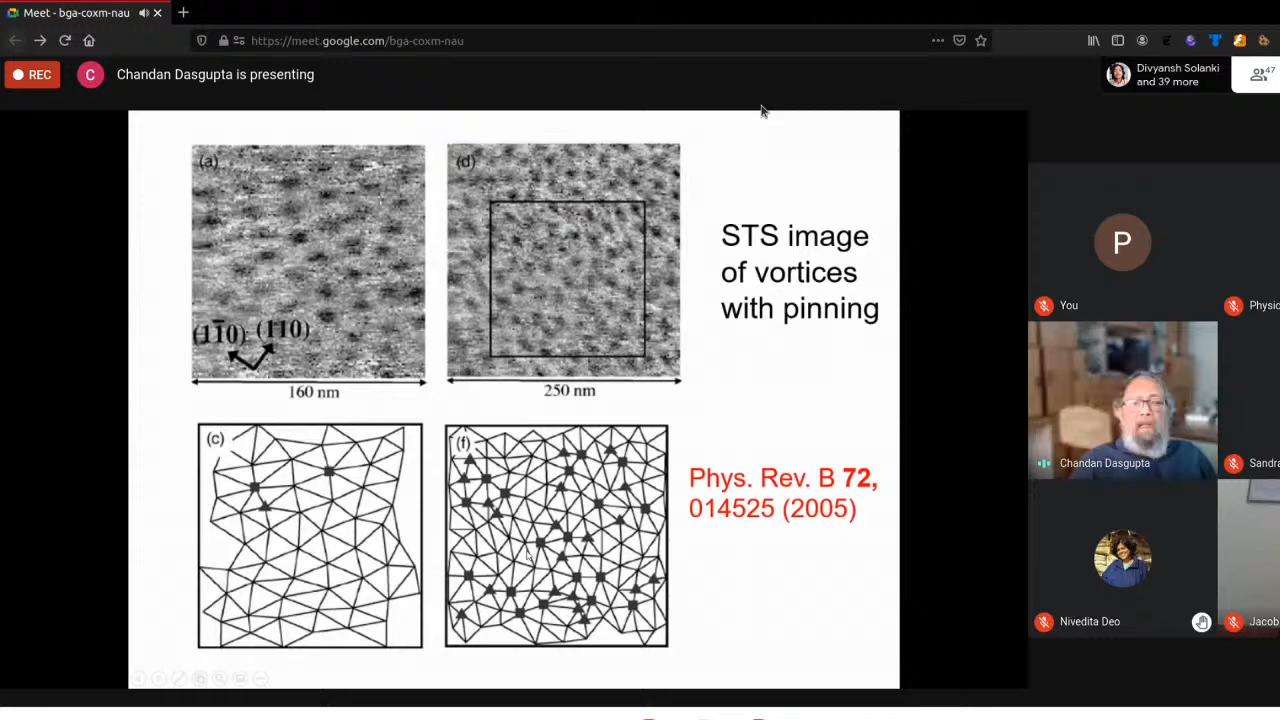 Meet - bga-coxm-nau
https://meet.google.com/bga-coxm-nau
REC
C
Chandan Dasgupta is presenting
Divyansh Solanki
and 39 more
47
(a)
(11̅0)
(110)
160 nm
(d)
250 nm
STS image
of vortices
with pinning
(c)
(f)
Phys. Rev. B 72,
014525 (2005)
P
You
Physic
Chandan Dasgupta
Sandra
Nivedita Deo
Jacob